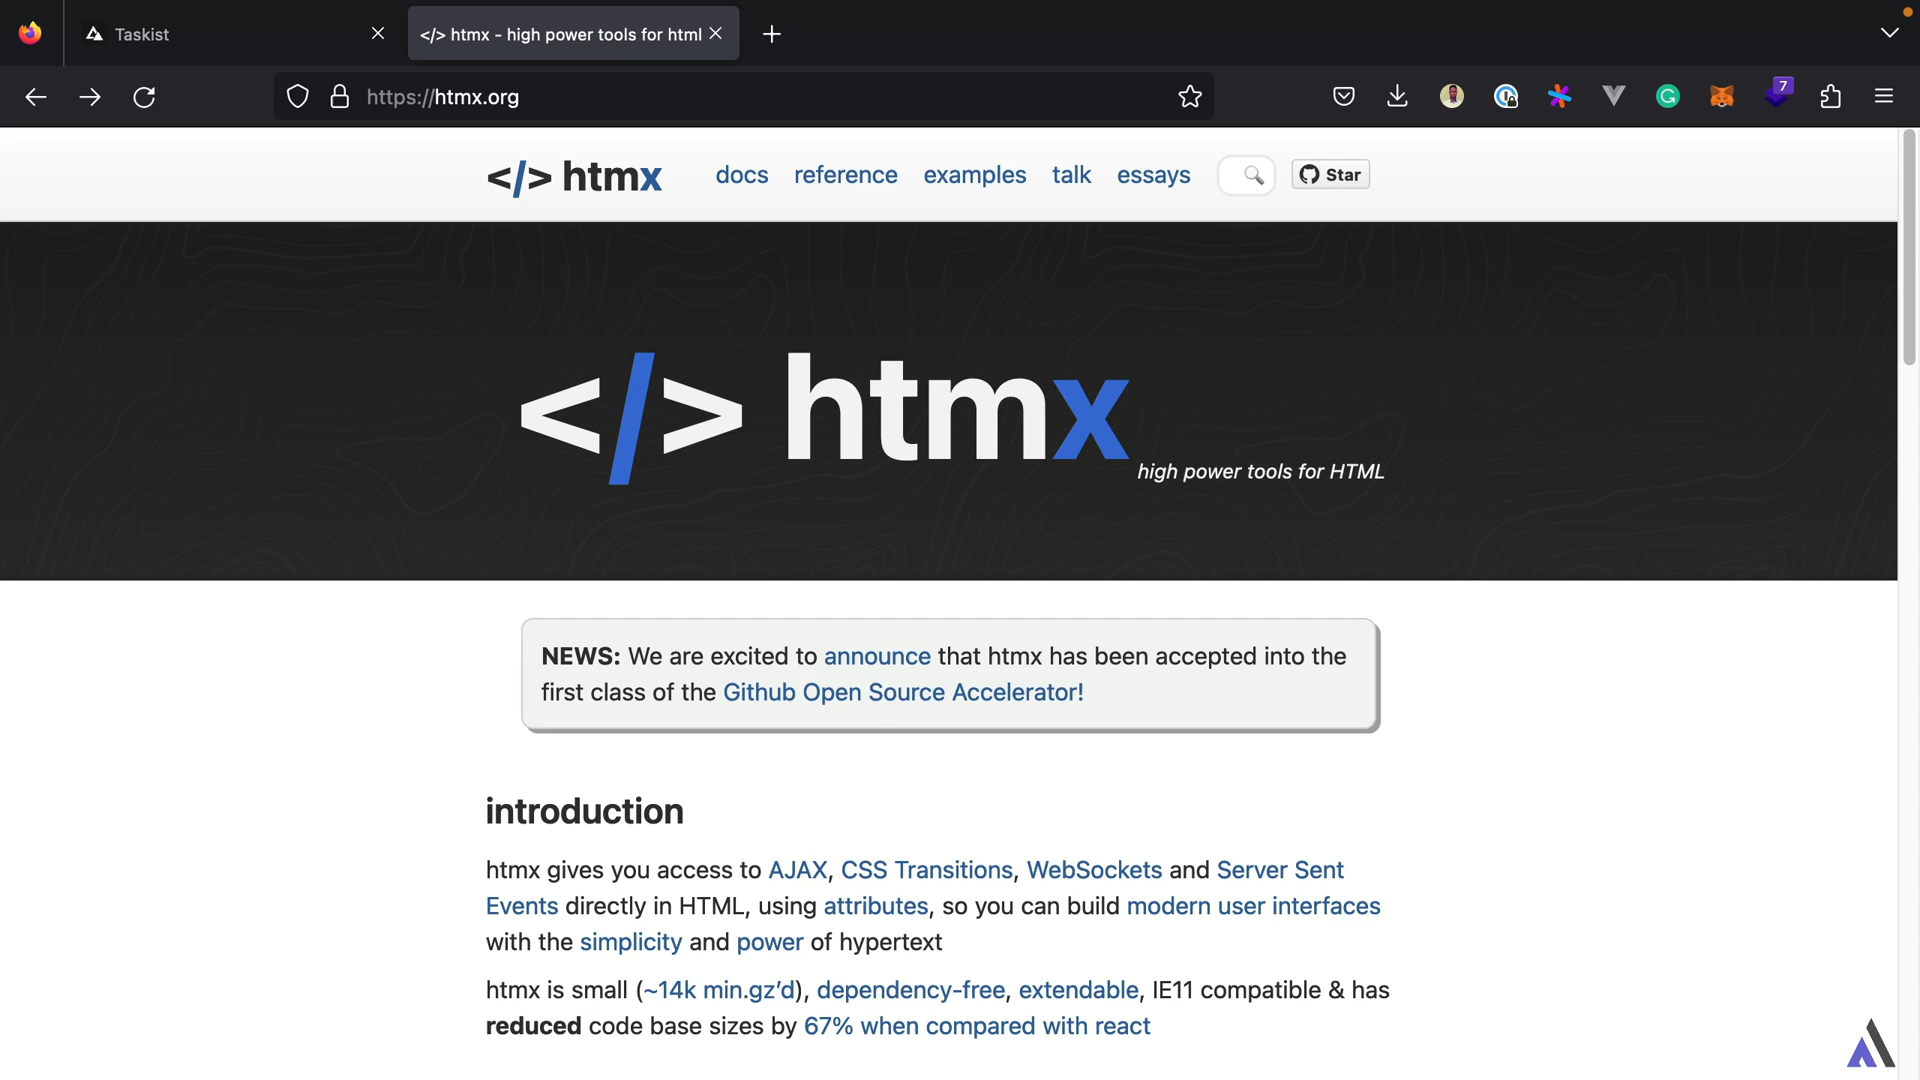 Taskist
</> htmx - high power tools for html
https://htmx.org
7
</> htmx docs reference examples talk essays Star
</> htmx
high power tools for HTML
NEWS: We are excited to announce that htmx has been accepted into the
first class of the Github Open Source Accelerator!
introduction
htmx gives you access to AJAX, CSS Transitions, WebSockets and Server Sent
Events directly in HTML, using attributes, so you can build modern user interfaces
with the simplicity and power of hypertext
htmx is small (~14k min.gz’d), dependency-free, extendable, IE11 compatible & has
reduced code base sizes by 67% when compared with react